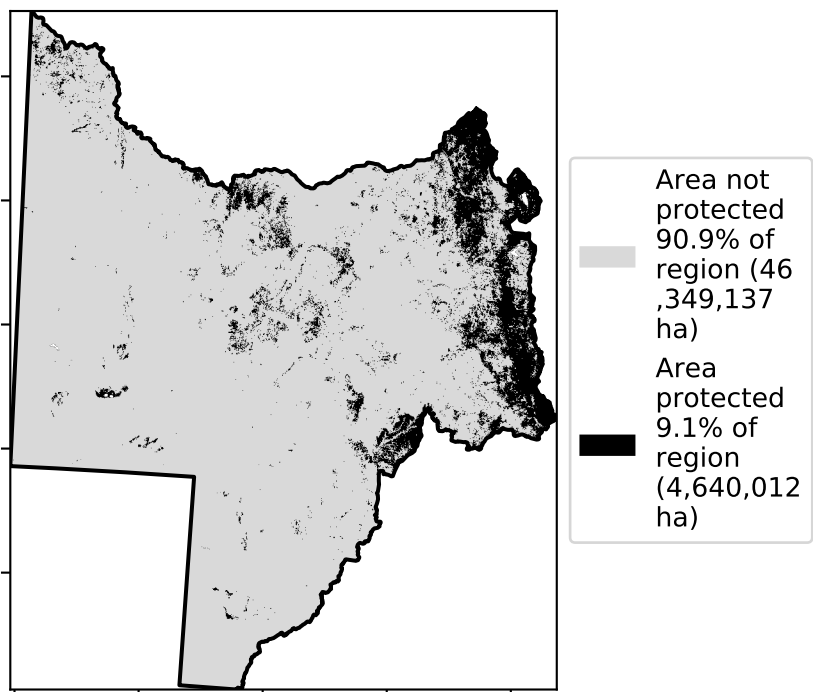 Area not
protected
90.9% of
region (46
,349,137
ha)
Area
protected
9.1% of
region
(4,640,012
ha)